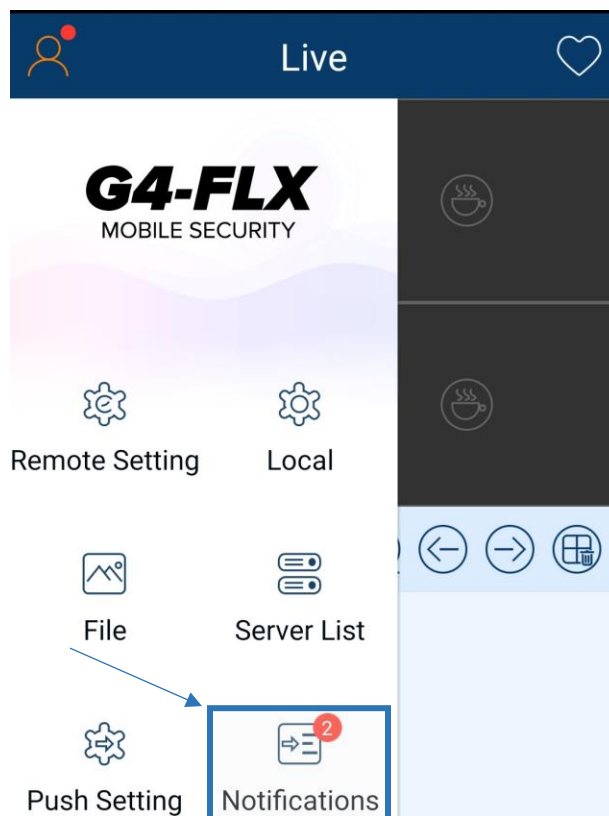 Live
G4-FLX
MOBILE SECURITY
Remote Setting Local
File Server List
2
Push Setting Notifications